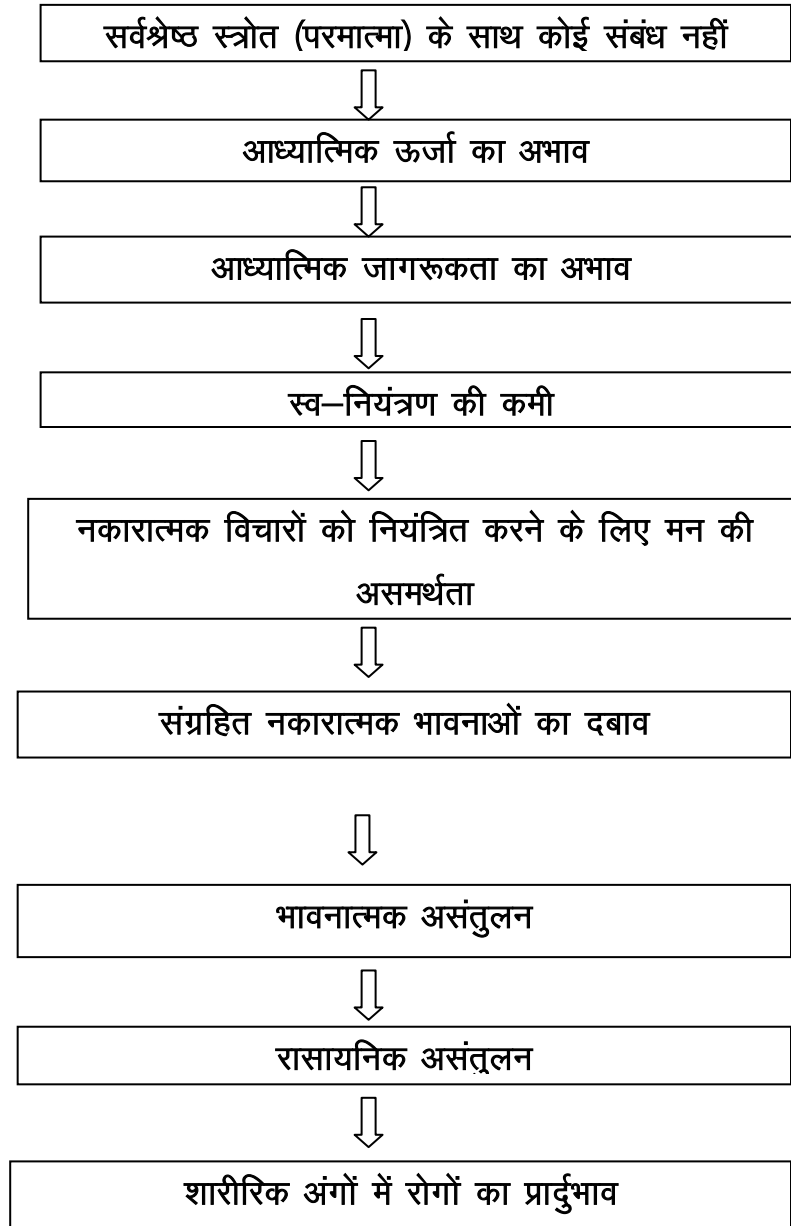 सर्वश्रेष्ठ स्त्रोत (परमात्मा) के साथ कोई संबंध नहीं
आध्यात्मिक ऊर्जा का अभाव
आध्यात्मिक जागरूकता का अभाव
स्व–नियंत्रण की कमी
नकारात्मक विचारों को नियंत्रित करने के लिए मन की
असमर्थता
संग्रहित नकारात्मक भावनाओं का दबाव
भावनात्मक असंतुलन
रासायनिक असंतुलन
शारीरिक अंगों में रोगों का प्रार्दुभाव